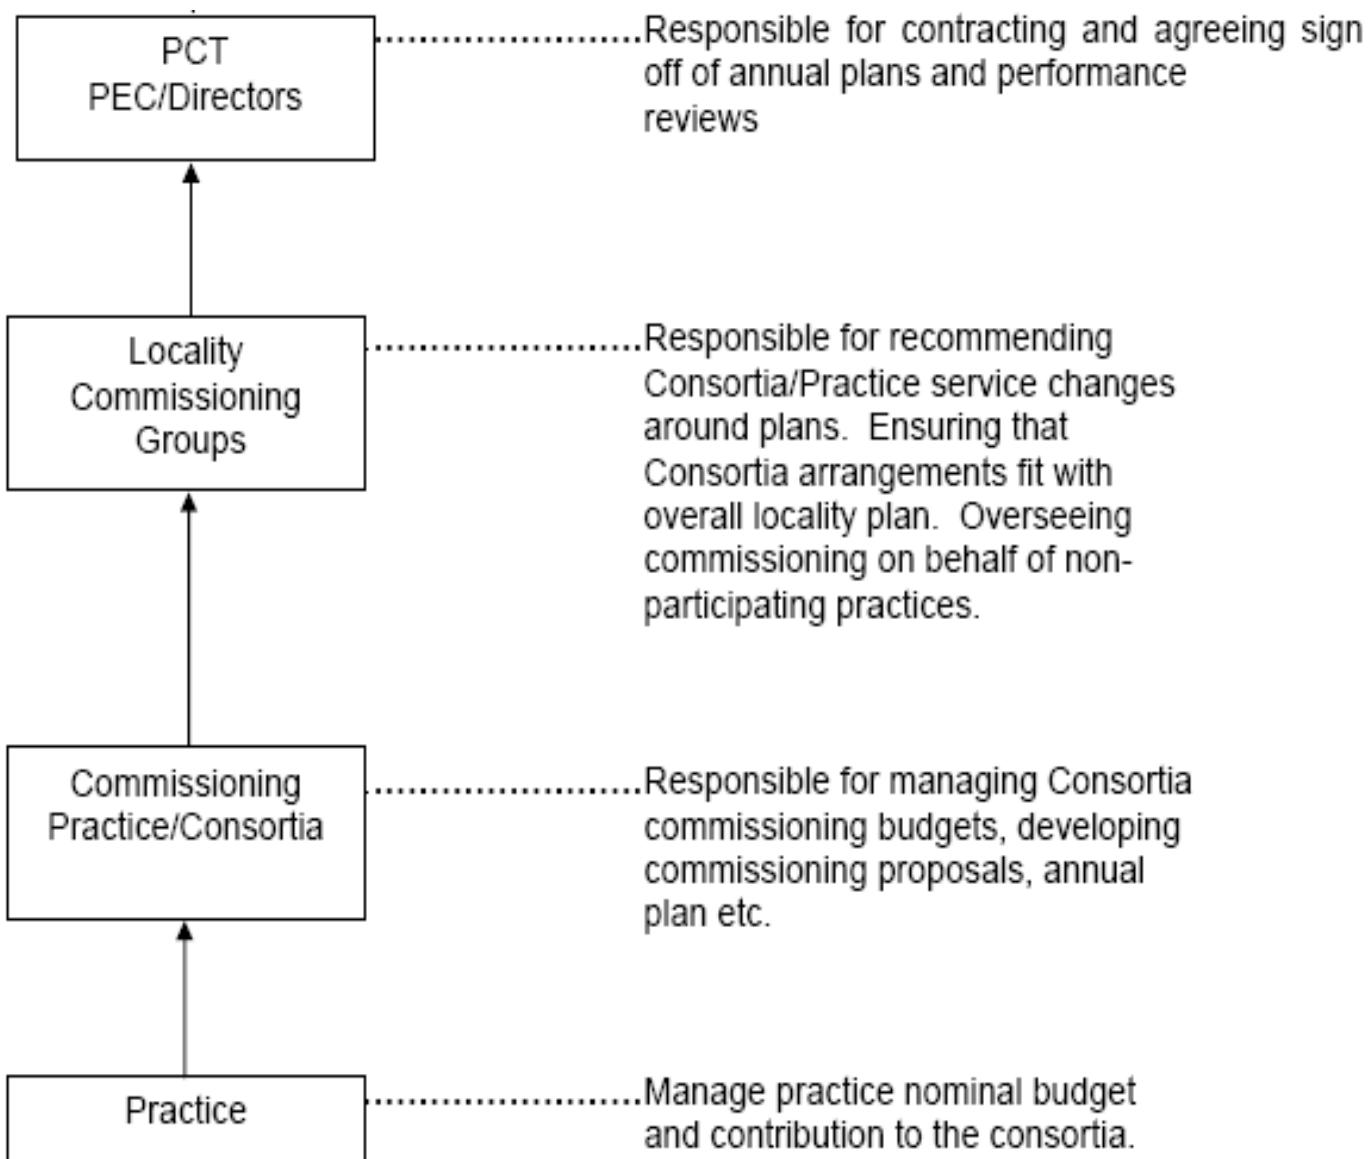 PCT
PEC/Directors
Responsible for contracting and agreeing sign
off of annual plans and performance
reviews
Locality
Commissioning
Groups
Responsible for recommending
Consortia/Practice service changes
around plans. Ensuring that
Consortia arrangements fit with
overall locality plan. Overseeing
commissioning on behalf of non-
participating practices.
Commissioning
Practice/Consortia
Responsible for managing Consortia
commissioning budgets, developing
commissioning proposals, annual
plan etc.
Practice
Manage practice nominal budget
and contribution to the consortia.